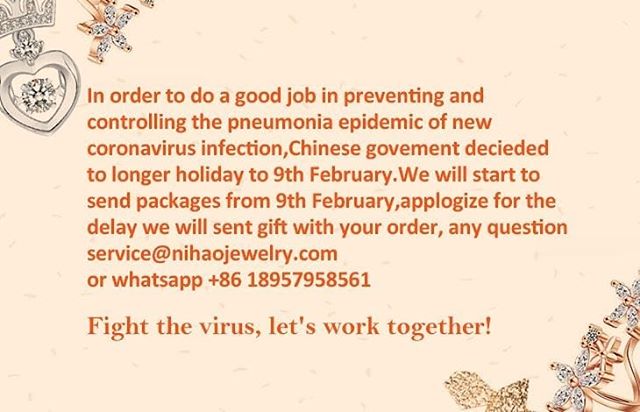 In order to do a good job in preventing and
controlling the pneumonia epidemic of new
coronavirus infection,Chinese govement decieded
to longer holiday to 9th February.We will start to
send packages from 9th February,applogize for the
delay we will sent gift with your order, any question
service@nihaojewelry.com
or whatsapp +86 18957958561
Fight the virus, let's work together!